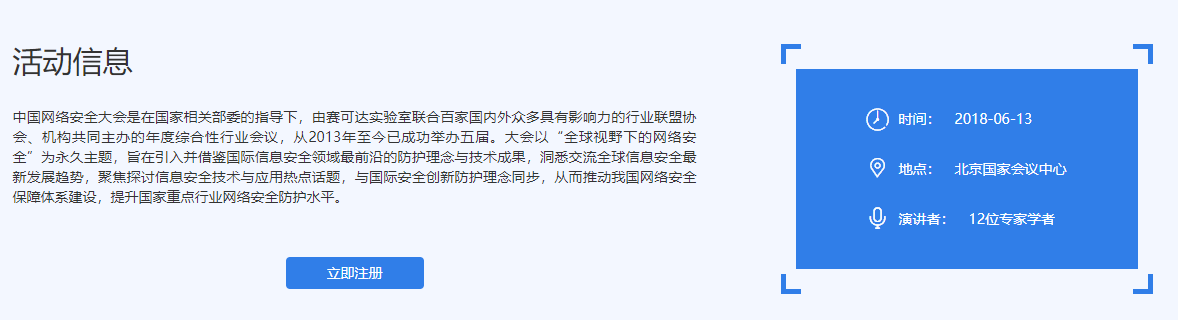 活动信息
中国网络安全大会是在国家相关部委的指导下，由赛可达实验室联合百家国内外众多具有影响力的行业联盟协
会、机构共同主办的年度综合性行业会议，从2013年至今已成功举办五届。大会以“全球视野下的网络安
全”为永久主题，旨在引入并借鉴国际信息安全领域最前沿的防护理念与技术成果，洞悉交流全球信息安全最
新发展趋势，聚焦探讨信息安全技术与应用热点话题，与国际安全创新防护理念同步，从而推动我国网络安全
保障体系建设，提升国家重点行业网络安全防护水平。
立即注册
时间： 2018-06-13
地点： 北京国家会议中心
演讲者： 12位专家学者